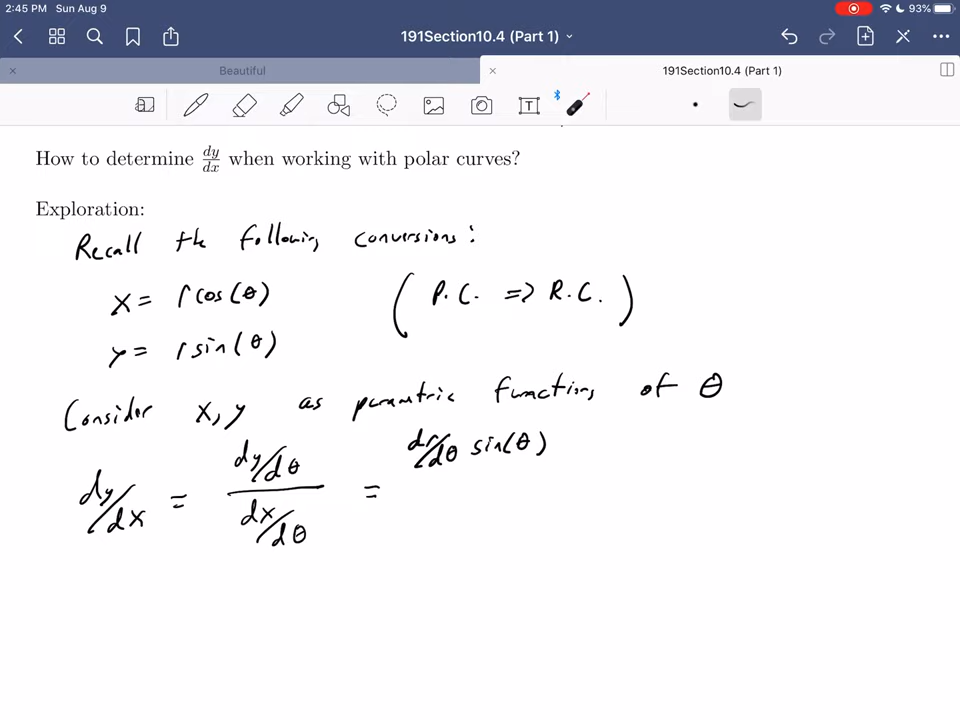 2:45 PM Sun Aug 9
93%
191Section10.4 (Part 1)
Beautiful
191Section10.4 (Part 1)
T
How to determine dy/dx when working with polar curves?
Exploration:
Recall the following conversions:
x = r cos(θ) (P.C. => R.C.)
y = r sin(θ)
Consider x, y as parametric functions of θ
dy/dx = (dy/dθ)/(dx/dθ) = dr/dθ sin(θ)